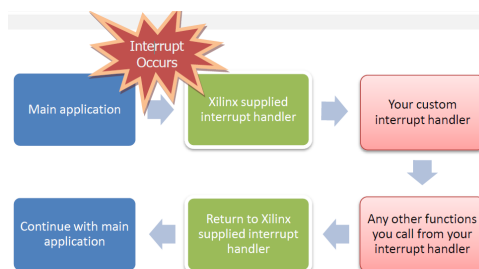 Interrupt
Occurs
Main application
Xilinx supplied
interrupt handler
Your custom
interrupt handler
Continue with main
application
Return to Xilinx
supplied interrupt
handler
Any other functions
you call from your
interrupt handler